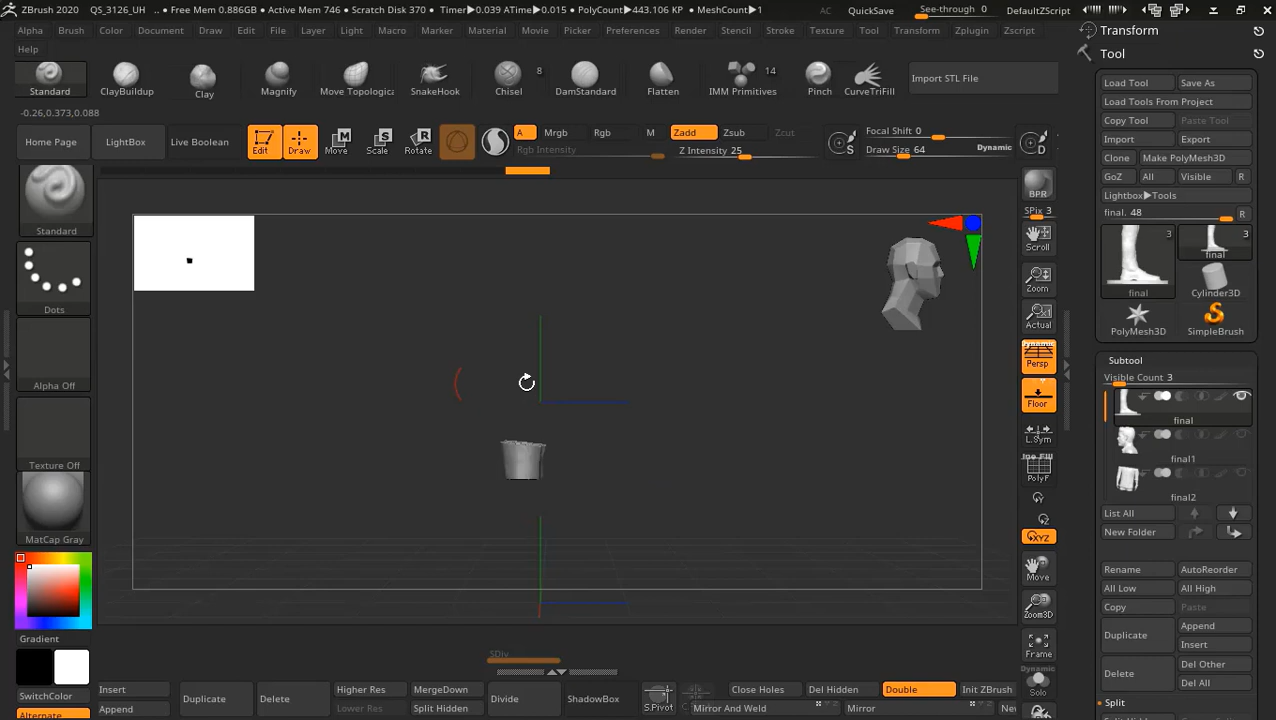 ZBrush 2020 QS_3126_UH .. • Free Mem 0.886GB • Active Mem 746 • Scratch Disk 370 • Timer▶0.039 ATime▶0.015 • PolyCount▶443.106 KP • MeshCount▶1 AC QuickSave See-through 0 DefaultZScript
Alpha Brush Color Document Draw Edit File Layer Light Macro Marker Material Movie Picker Preferences Render Stencil Stroke Texture Tool Transform Zplugin Zscript
Help
Standard ClayBuildup Clay Magnify Move Topologica SnakeHook 8 Chisel DamStandard Flatten 14 IMM Primitives Pinch CurveTriFill Import STL File
-0.26,0.373,0.088
Home Page LightBox Live Boolean Edit Draw Move Scale Rotate A Mrgb Rgb M Zadd Zsub Zcut Focal Shift 0
Rgb Intensity Z Intensity 25 S Draw Size 64 Dynamic D
Standard
Dots
Alpha Off
Texture Off
MatCap Gray
Gradient
SwitchColor
Alternate
SDiv
Insert
Append
Duplicate
Delete
Higher Res
Lower Res
MergeDown
Split Hidden
Divide
ShadowBox
S.Pivot
Close Holes Del Hidden Double Init ZBrush
Mirror And Weld Mirror
BPR
SPix 3
Scroll
Zoom
Actual
Dynamic
Persp
Floor
L.Sym
PolyF
XYZ
Move
Zoom3D
Frame
Dynamic
Solo
Transform
Tool
Load Tool Save As
Load Tools From Project
Copy Tool Paste Tool
Import Export
Clone Make PolyMesh3D
GoZ All Visible R
Lightbox▶Tools
final. 48 R
3 3
final
final Cylinder3D
PolyMesh3D SimpleBrush
Subtool
Visible Count 3
final
final1
final2
List All
New Folder
Rename AutoReorder
All Low All High
Copy Paste
Duplicate Append
Insert
Delete Del Other
Del All
Split